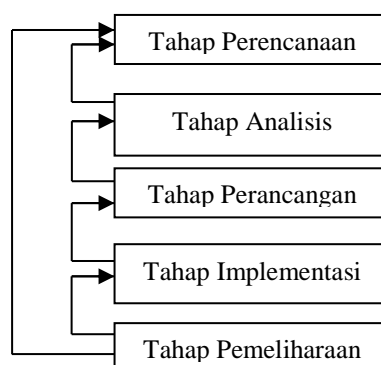 Tahap Perencanaan
Tahap Analisis
Tahap Perancangan
Tahap Implementasi
Tahap Pemeliharaan